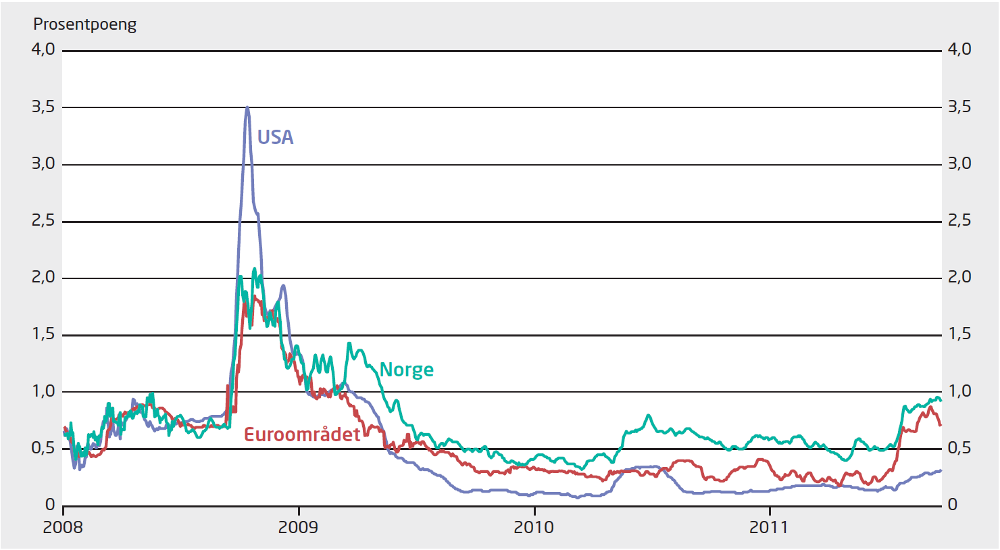 Prosentpoeng
4,0 4,0
3,5 3,5
USA
3,0 3,0
2,5 2,5
2,0 2,0
1,5 1,5
Norge
1,0 1,0
Euroområdet
0,5 0,5
0 0
2008 2009 2010 2011